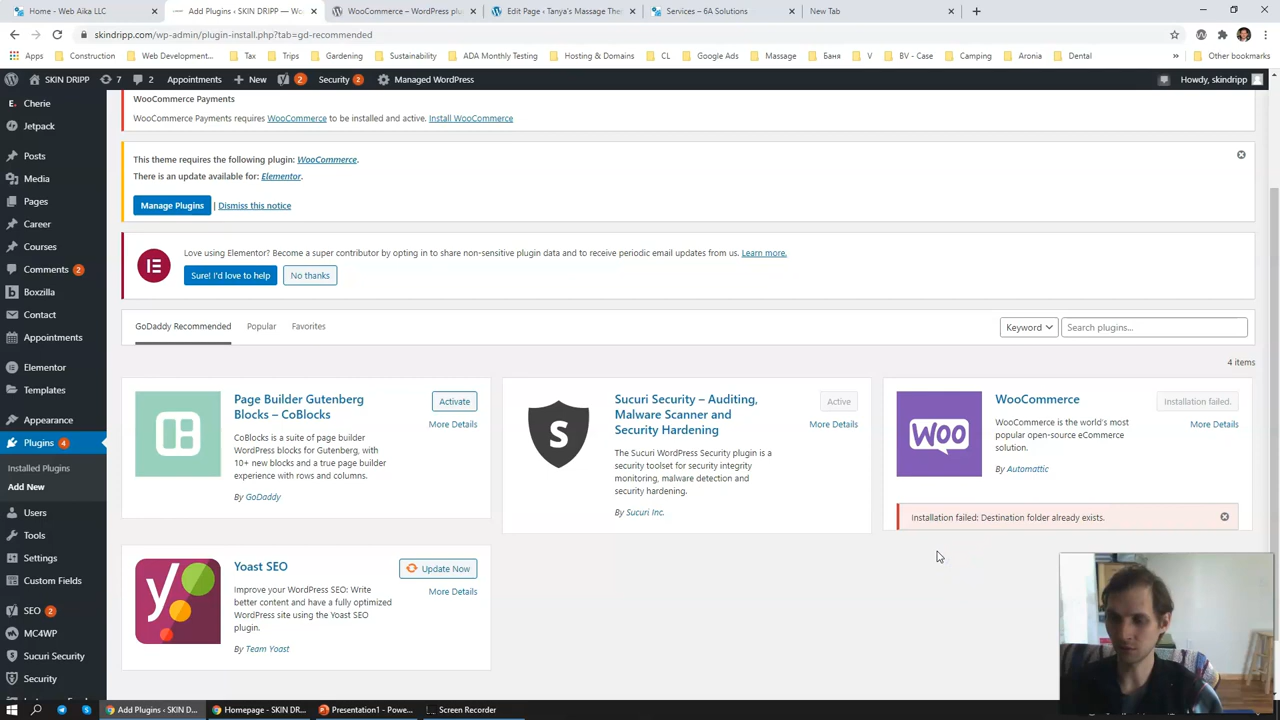 Home - Web Aika LLC
Add Plugins ‹ SKIN DRIPP — Wo
WooCommerce – WordPress plu
Edit Page ‹ Tanya's Massage The
Services – 6A Solutions
New Tab
skindripp.com/wp-admin/plugin-install.php?tab=gd-recommended
Apps
Construction
Web Development...
Tax
Trips
Gardening
Sustainability
ADA Monthly Testing
Hosting & Domains
CL
Google Ads
Massage
Баня
V
BV - Case
Camping
Aronia
Dental
Other bookmarks
SKIN DRIPP
7
2
Appointments
New
2
Security 2
Managed WordPress
Howdy, skindripp
Cherie
Jetpack
Posts
Media
Pages
Career
Courses
Comments 2
Boxzilla
Contact
Appointments
Elementor
Templates
Appearance
Plugins 4
Installed Plugins
Add New
Users
Tools
Settings
Custom Fields
SEO 2
MC4WP
Sucuri Security
Security
WooCommerce Payments
WooCommerce Payments requires WooCommerce to be installed and active. Install WooCommerce
This theme requires the following plugin: WooCommerce.
There is an update available for: Elementor.
Manage Plugins | Dismiss this notice
Love using Elementor? Become a super contributor by opting in to share non-sensitive plugin data and to receive periodic email updates from us. Learn more.
Sure! I'd love to help
No thanks
GoDaddy Recommended
Popular
Favorites
Keyword
Search plugins...
4 items
Page Builder Gutenberg
Blocks – CoBlocks
Activate
More Details
CoBlocks is a suite of page builder
WordPress blocks for Gutenberg, with
10+ new blocks and a true page builder
experience with rows and columns.
By GoDaddy
S
Sucuri Security – Auditing,
Malware Scanner and
Security Hardening
Active
More Details
The Sucuri WordPress Security plugin is a
security toolset for security integrity
monitoring, malware detection and
security hardening.
By Sucuri Inc.
Woo
WooCommerce
Installation failed.
More Details
WooCommerce is the world's most
popular open-source eCommerce
solution.
By Automattic
Installation failed: Destination folder already exists.
y
Yoast SEO
Update Now
More Details
Improve your WordPress SEO: Write
better content and have a fully optimized
WordPress site using the Yoast SEO
plugin.
By Team Yoast
Add Plugins ‹ SKIN D...
Homepage - SKIN DR...
Presentation1 - Powe...
Screen Recorder